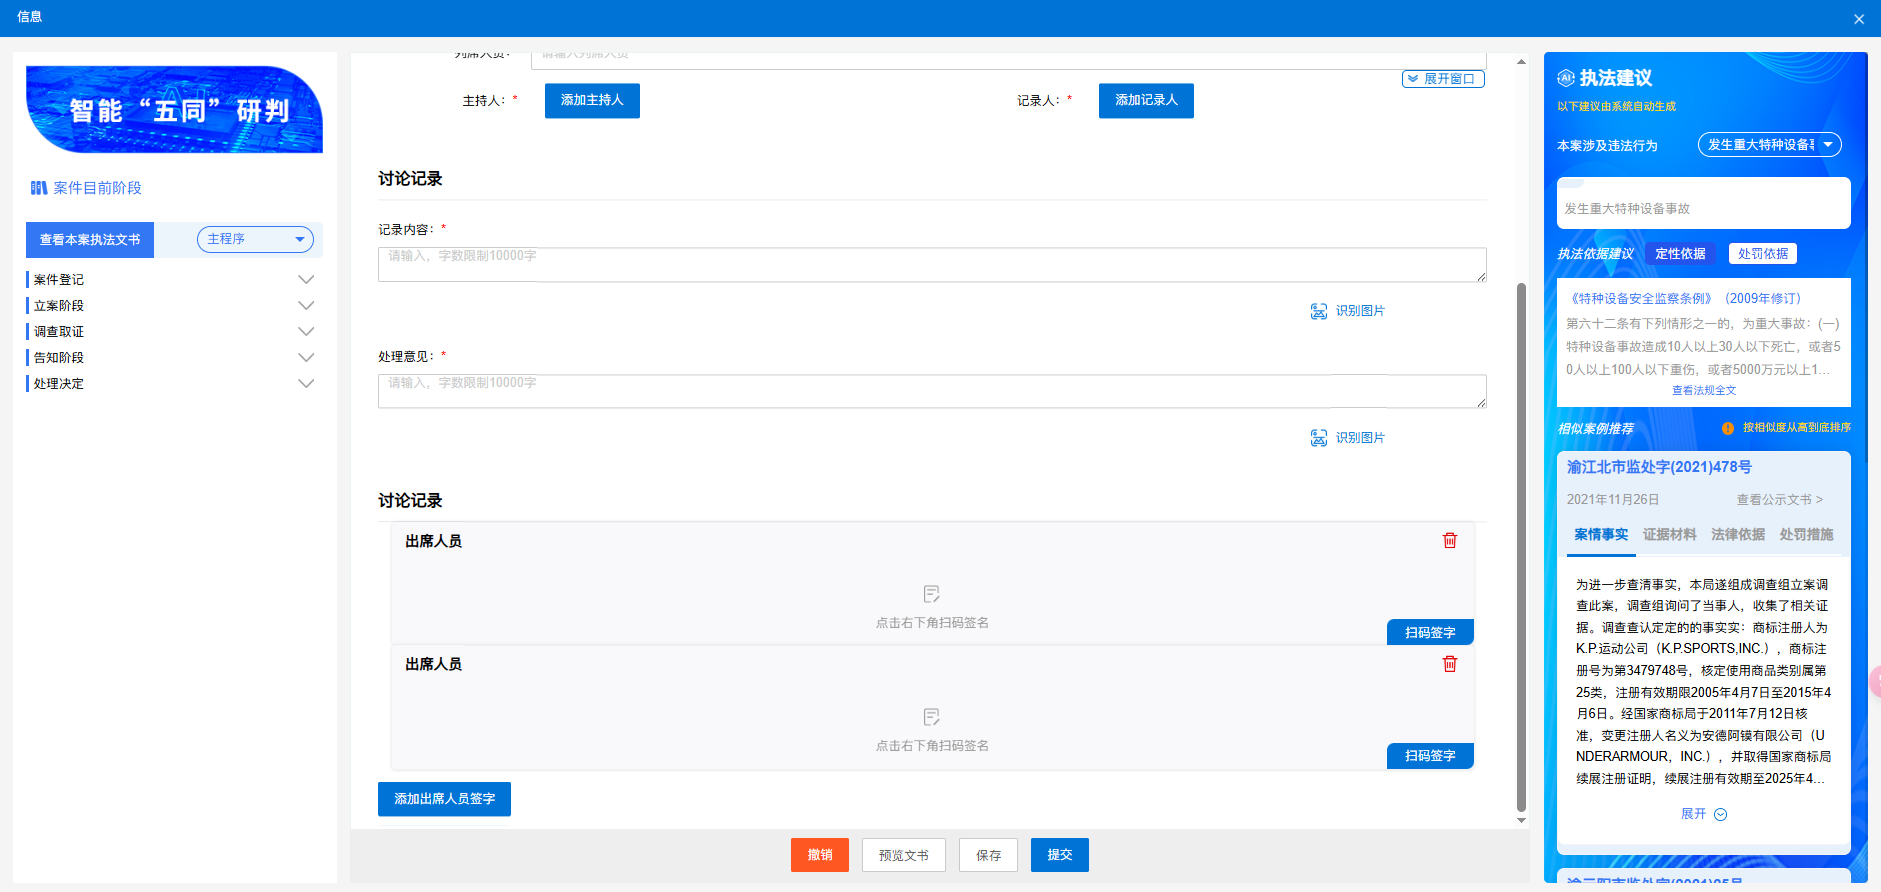 信息
智能“五同”研判
案件目前阶段
查看本案执法文书
主程序
案件登记
立案阶段
调查取证
告知阶段
处理决定
列席人员：
请输入列席人员
展开窗口
主持人：*
添加主持人
记录人：*
添加记录人
讨论记录
记录内容：*
请输入，字数限制10000字
识别图片
处理意见：*
请输入，字数限制10000字
识别图片
讨论记录
出席人员
点击右下角扫码签名
扫码签字
出席人员
点击右下角扫码签名
扫码签字
添加出席人员签字
撤销
预览文书
保存
提交
AI 执法建议
以下建议由系统自动生成
本案涉及违法行为
发生重大特种设备
发生重大特种设备事故
执法依据建议
定性依据
处罚依据
《特种设备安全监察条例》（2009年修订）
第六十二条有下列情形之一的，为重大事故：(一)
特种设备事故造成10人以上30人以下死亡，或者5
0人以上100人以下重伤，或者5000万元以上1...
查看法规全文
相似案例推荐
按相似度从高到底排序
渝江北市监处字(2021)478号
2021年11月26日
查看公示文书 >
案情事实
证据材料
法律依据
处罚措施
为进一步查清事实，本局遂组成调查组立案调
查此案，调查组询问了当事人，收集了相关证
据。调查查认定定的的事实实：商标注册人为
K.P.运动公司（K.P.SPORTS,INC.），商标注
册号为第3479748号，核定使用商品类别属第
25类，注册有效期限2005年4月7日至2015年4
月6日。经国家商标局于2011年7月12日核
准，变更注册人名义为安德阿镆有限公司（U
NDERARMOUR，INC.），并取得国家商标局
续展注册证明，续展注册有效期至2025年4...
展开